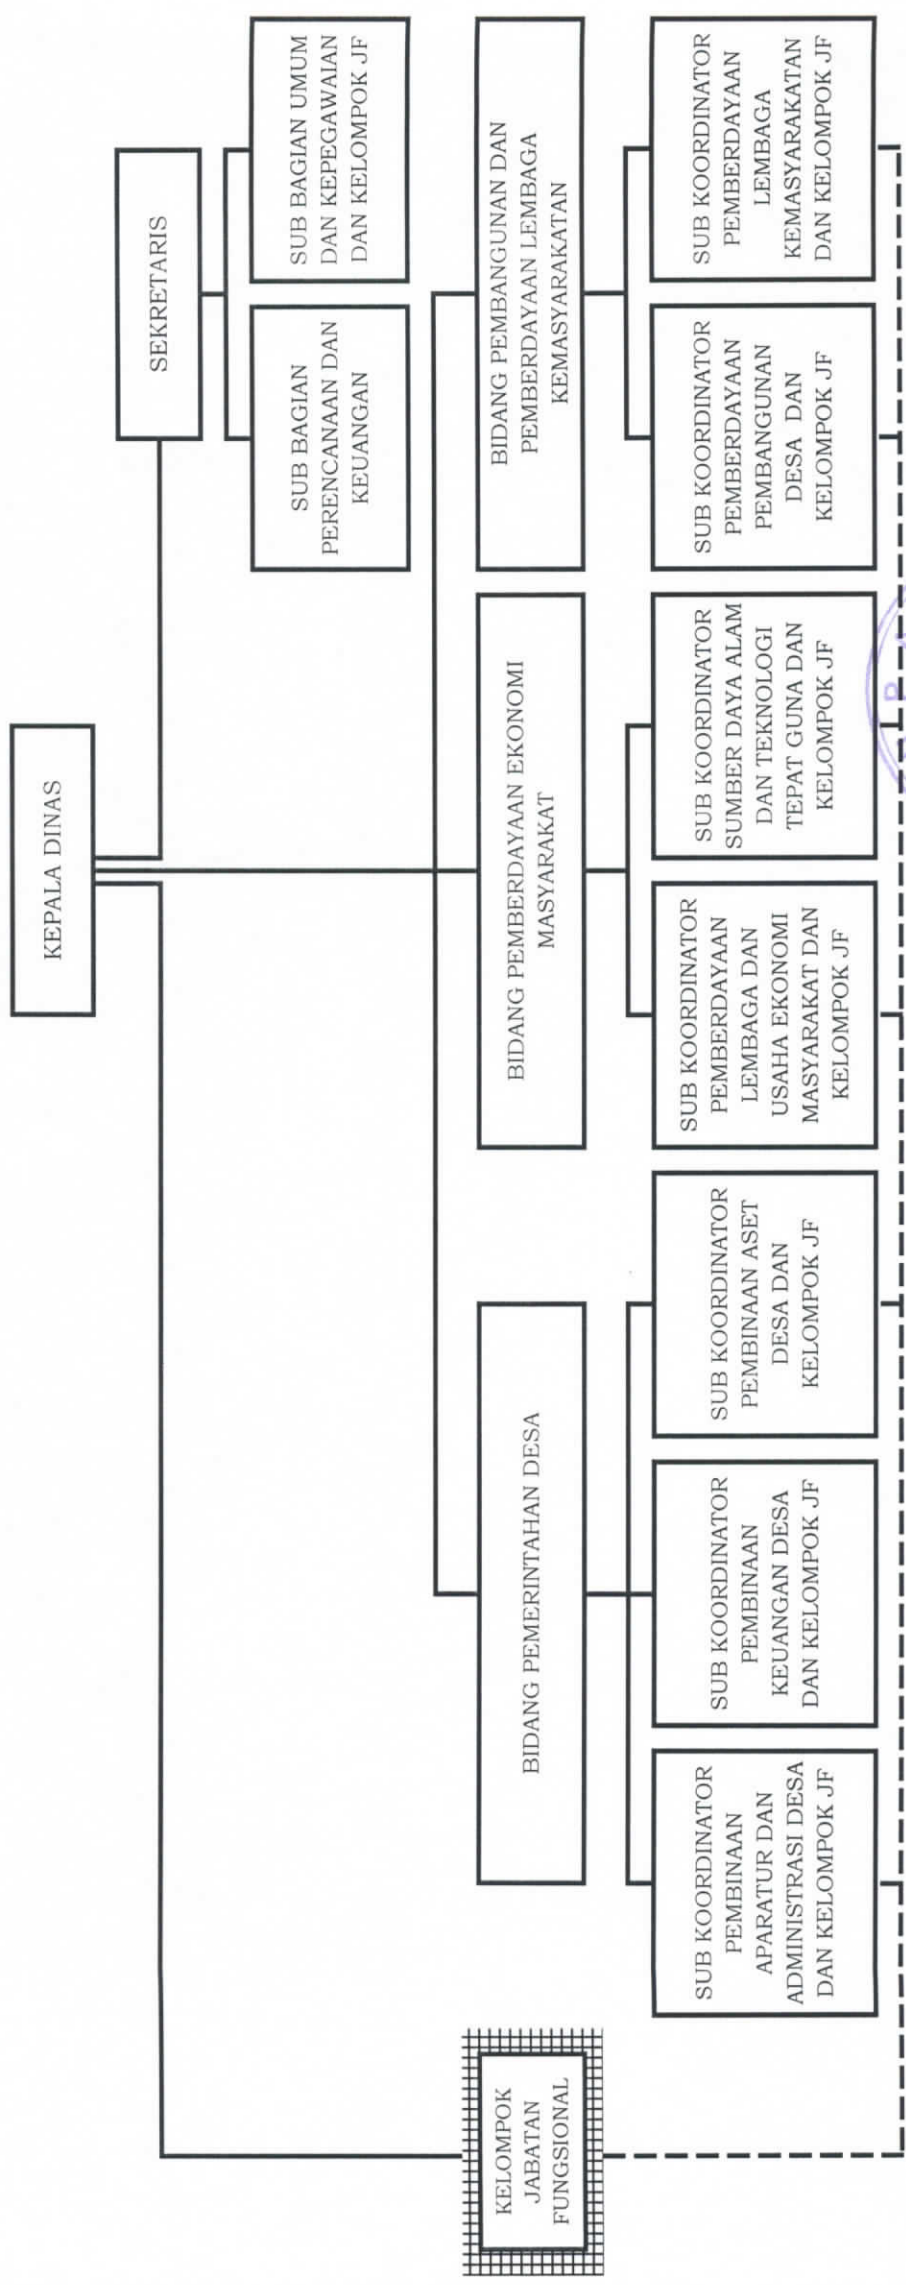 KEPALA DINAS
SEKRETARIS
SUB BAGIAN
PERENCANAAN DAN
KEUANGAN
SUB BAGIAN UMUM
DAN KEPEGAWAIAN
DAN KELOMPOK JF
KELOMPOK
JABATAN
FUNGSIONAL
BIDANG PEMERINTAHAN DESA
BIDANG PEMBERDAYAAN EKONOMI
MASYARAKAT
BIDANG PEMBANGUNAN DAN
PEMBERDAYAAN LEMBAGA
KEMASYARAKATAN
SUB KOORDINATOR
PEMBINAAN
APARATUR DAN
ADMINISTRASI DESA
DAN KELOMPOK JF
SUB KOORDINATOR
PEMBINAAN
KEUANGAN DESA
DAN KELOMPOK JF
SUB KOORDINATOR
PEMBINAAN ASET
DESA DAN
KELOMPOK JF
SUB KOORDINATOR
PEMBERDAYAAN
LEMBAGA DAN
USAHA EKONOMI
MASYARAKAT DAN
KELOMPOK JF
SUB KOORDINATOR
SUMBER DAYA ALAM
DAN TEKNOLOGI
TEPAT GUNA DAN
KELOMPOK JF
SUB KOORDINATOR
PEMBERDAYAAN
PEMBANGUNAN
DESA DAN
KELOMPOK JF
SUB KOORDINATOR
PEMBERDAYAAN
LEMBAGA
KEMASYARAKATAN
DAN KELOMPOK JF